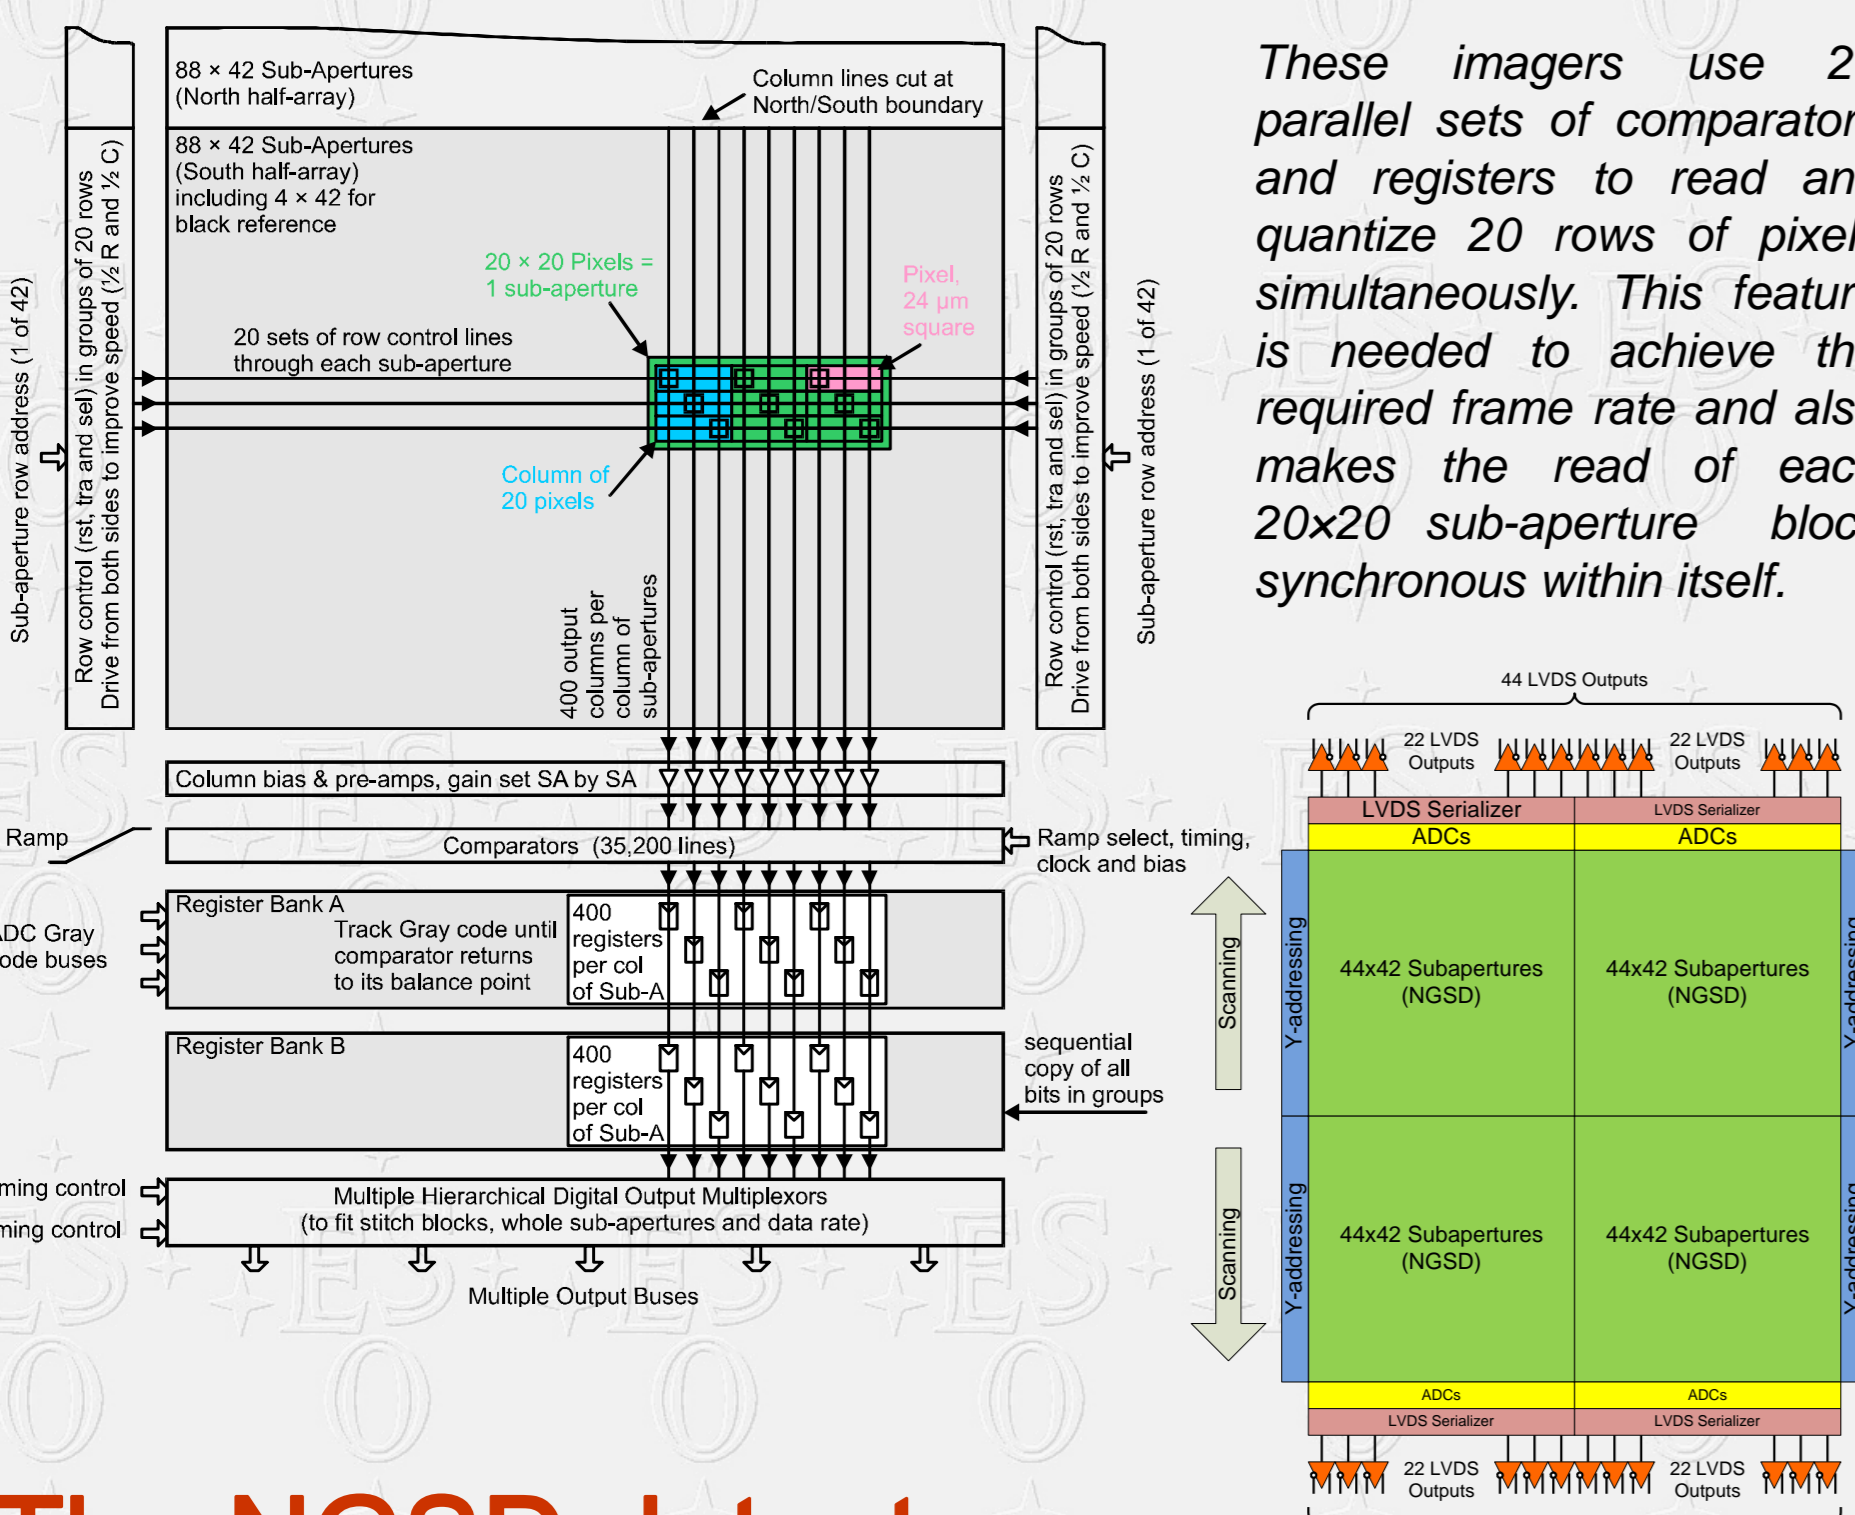 88 × 42 Sub-Apertures
(North half-array)
Column lines cut at
North/South boundary
88 × 42 Sub-Apertures
(South half-array)
including 4 × 42 for
black reference
20 × 20 Pixels =
1 sub-aperture
Pixel,
24 µm
square
20 sets of row control lines
through each sub-aperture
Column of
20 pixels
Sub-aperture row address (1 of 42)
Row control (rst, tra and sel) in groups of 20 rows
Drive from both sides to improve speed (½ R and ½ C)
400 output
columns per
column of
sub-apertures
Row control (rst, tra and sel) in groups of 20 rows
Drive from both sides to improve speed (½ R and ½ C)
Sub-aperture row address (1 of 42)
Column bias & pre-amps, gain set SA by SA
Ramp
Comparators (35,200 lines)
Ramp select, timing,
clock and bias
Register Bank A
Track Gray code until
comparator returns
to its balance point
400
registers
per col
of Sub-A
DC Gray
ode buses
Register Bank B
400
registers
per col
of Sub-A
sequential
copy of all
bits in groups
ming control
ming control
Multiple Hierarchical Digital Output Multiplexors
(to fit stitch blocks, whole sub-apertures and data rate)
Multiple Output Buses
These imagers use 2
parallel sets of comparator
and registers to read an
quantize 20 rows of pixel
simultaneously. This featur
is needed to achieve th
required frame rate and als
makes the read of eac
20×20 sub-aperture bloc
synchronous within itself.
44 LVDS Outputs
22 LVDS
Outputs
22 LVDS
Outputs
LVDS Serializer
LVDS Serializer
ADCs
ADCs
Scanning
Y-addressing
44x42 Subapertures
(NGSD)
44x42 Subapertures
(NGSD)
Y-addressing
Scanning
Y-addressing
44x42 Subapertures
(NGSD)
44x42 Subapertures
(NGSD)
Y-addressing
ADCs
ADCs
LVDS Serializer
LVDS Serializer
22 LVDS
Outputs
22 LVDS
Outputs
NGSD